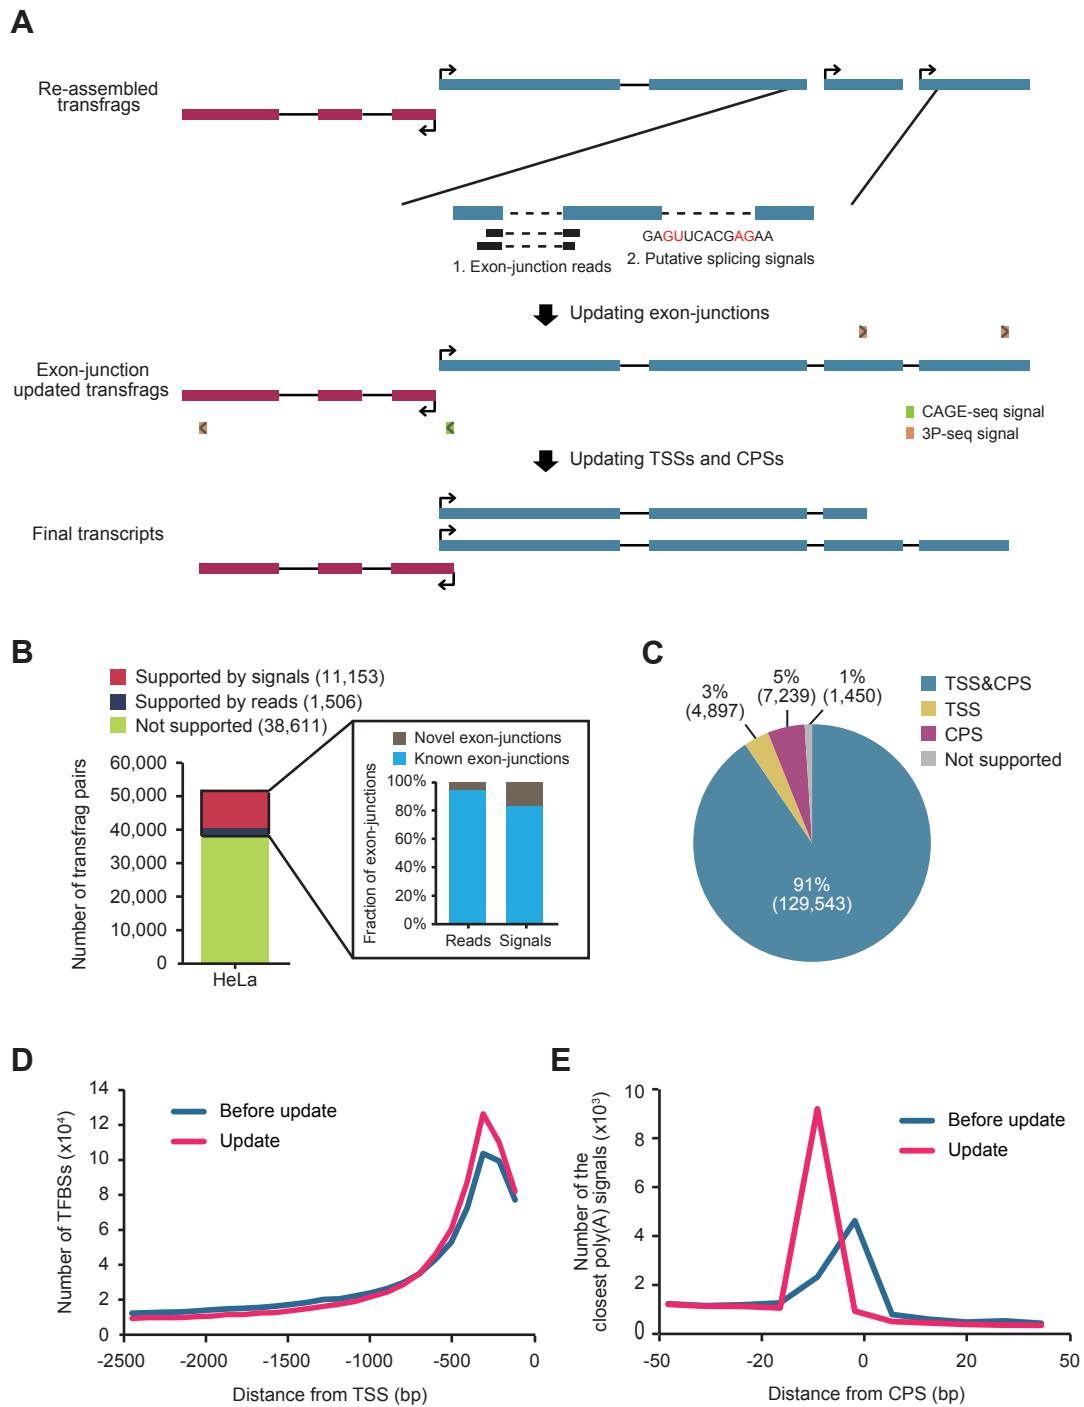 A
Re-assembled
transfrags
GAGUUCACGAGAA
1. Exon-junction reads
2. Putative splicing signals
Updating exon-junctions
Exon-junction
updated transfrags
CAGE-seq signal
3P-seq signal
Updating TSSs and CPSs
Final transcripts
B
Supported by signals (11,153)
Supported by reads (1,506)
Not supported (38,611)
Number of transfrag pairs
60,000
50,000
40,000
30,000
20,000
10,000
0
HeLa
Novel exon-junctions
Known exon-junctions
Fraction of exon-junctions
100%
80%
60%
40%
20%
0%
Reads
Signals
C
3%
(4,897)
5%
(7,239)
1%
(1,450)
91%
(129,543)
TSS&CPS
TSS
CPS
Not supported
D
Number of TFBSs (x10⁴)
14
12
10
8
6
4
2
0
Before update
Update
-2500
-2000
-1500
-1000
-500
0
Distance from TSS (bp)
E
Number of the
closest poly(A) signals (x10³)
10
8
6
4
2
0
Before update
Update
-50
-20
0
20
50
Distance from CPS (bp)